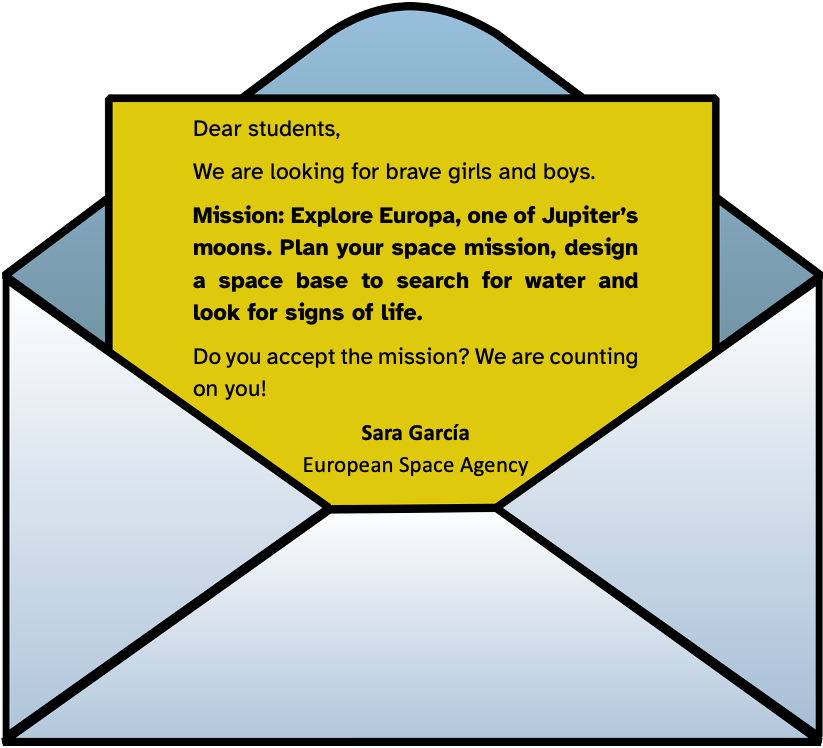 Dear students,
We are looking for brave girls and boys.
Mission: Explore Europa, one of Jupiter’s
moons. Plan your space mission, design
a space base to search for water and
look for signs of life.
Do you accept the mission? We are counting
on you!
Sara García
European Space Agency